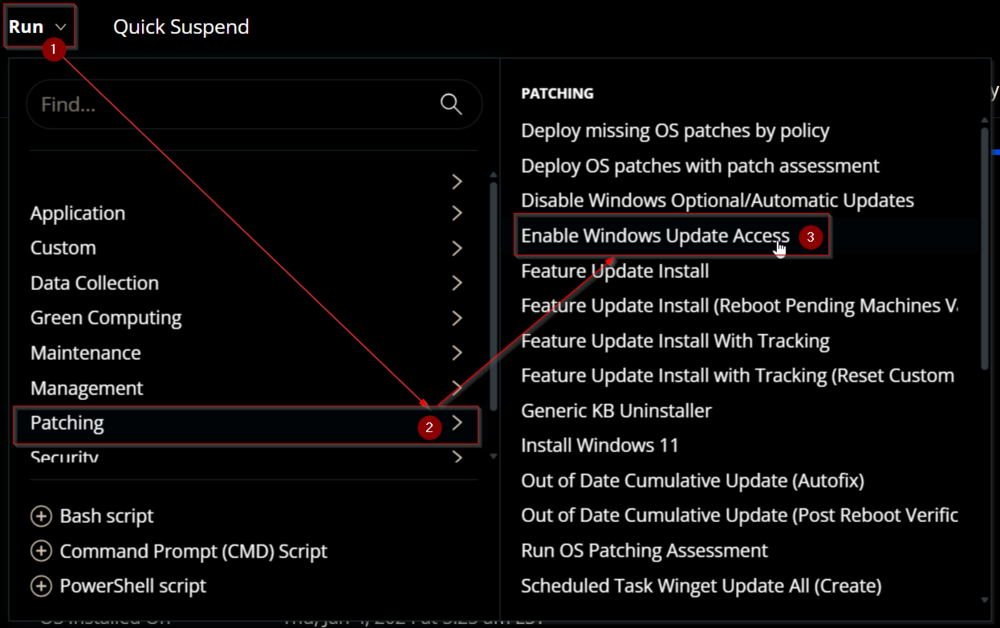 Run
Quick Suspend
1
Find...
Application
Custom
Data Collection
Green Computing
Maintenance
Management
Patching
2
Security
Bash script
Command Prompt (CMD) Script
PowerShell script
PATCHING
Deploy missing OS patches by policy
Deploy OS patches with patch assessment
Disable Windows Optional/Automatic Updates
Enable Windows Update Access
3
Feature Update Install
Feature Update Install (Reboot Pending Machines
Feature Update Install With Tracking
Feature Update Install with Tracking (Reset Custom
Generic KB Uninstaller
Install Windows 11
Out of Date Cumulative Update (Autofix)
Out of Date Cumulative Update (Post Reboot Verific
Run OS Patching Assessment
Scheduled Task Winget Update All (Create)